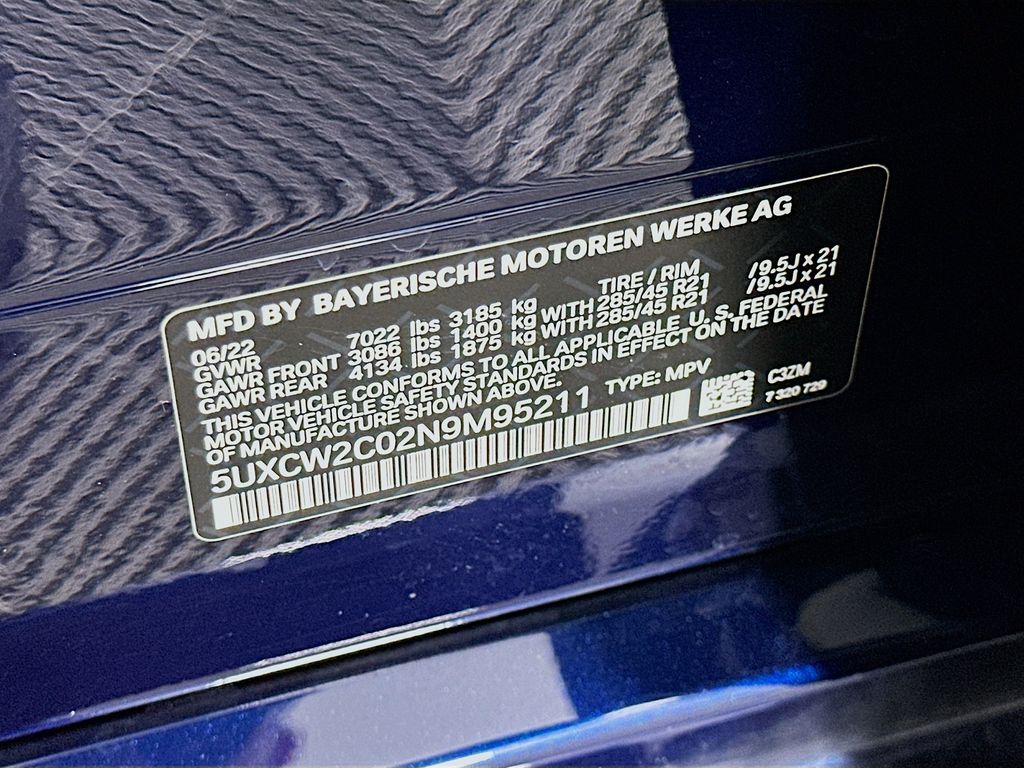 MFD BY BAYERISCHE MOTOREN WERKE AG
06/22 TIRE / RIM
GVWR 7022 lbs 3185 kg
GAWR FRONT 3086 lbs 1400 kg WITH 285/45 R21 /9.5J x 21
GAWR REAR 4134 lbs 1875 kg WITH 285/45 R21 /9.5J x 21
THIS VEHICLE CONFORMS TO ALL APPLICABLE U. S. FEDERAL
MOTOR VEHICLE SAFETY STANDARDS IN EFFECT ON THE DATE
OF MANUFACTURE SHOWN ABOVE.
5UXCW2C02N9M95211 TYPE: MPV
C3ZM
7 320 729